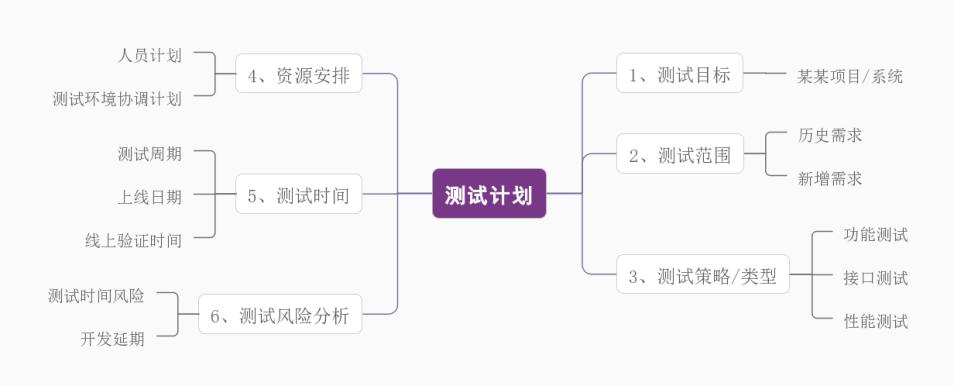 测试计划
1、测试目标
某某项目/系统
2、测试范围
历史需求
新增需求
3、测试策略/类型
功能测试
接口测试
性能测试
4、资源安排
人员计划
测试环境协调计划
5、测试时间
测试周期
上线日期
线上验证时间
6、测试风险分析
测试时间风险
开发延期